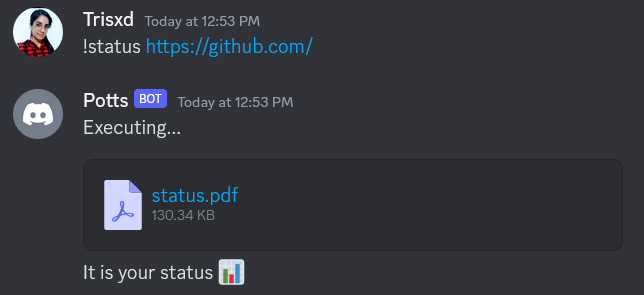 Trisxd Today at 12:53 PM
!status https://github.com/
Potts BOT Today at 12:53 PM
Executing...
status.pdf
130.34 KB
It is your status 📊